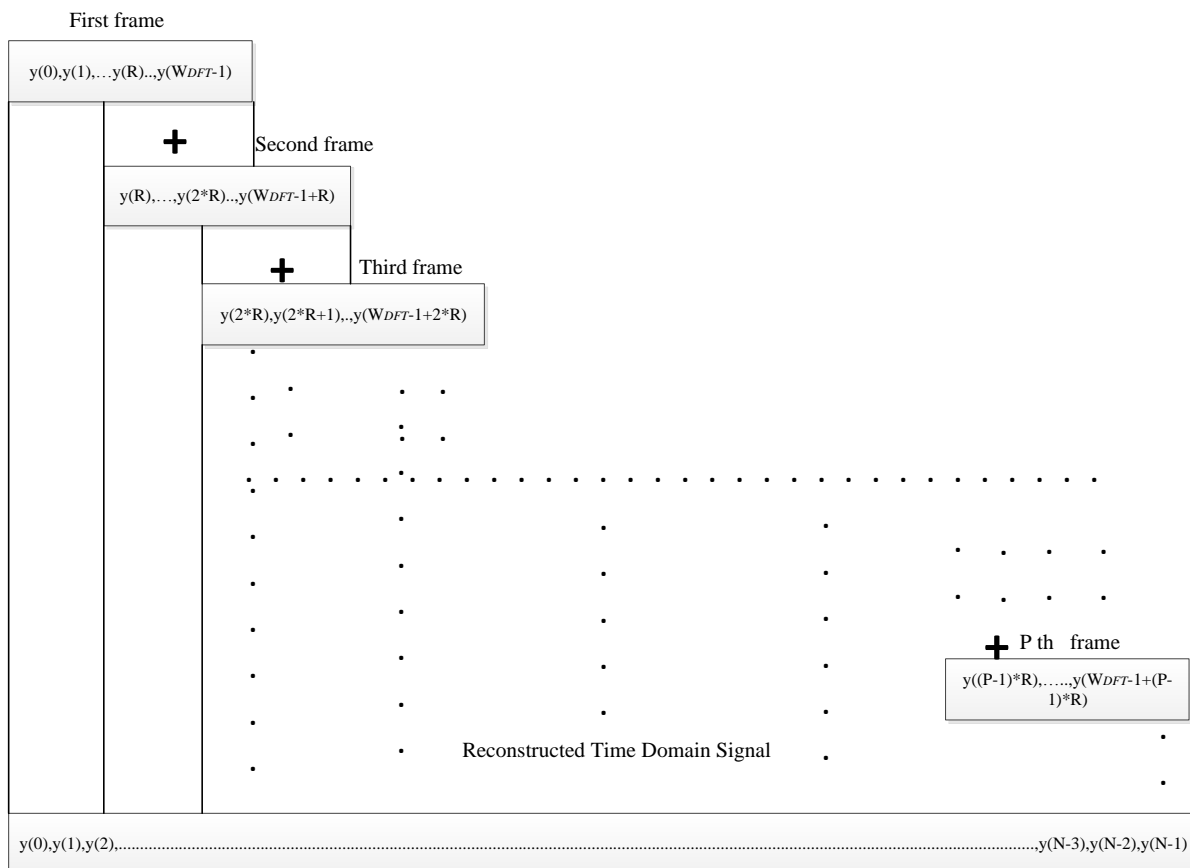 First frame
y(0),y(1),…y(R)..,y(WDFT-1)
+
Second frame
y(R),…,y(2*R)..,y(WDFT-1+R)
+
Third frame
y(2*R),y(2*R+1),.,y(WDFT-1+2*R)
+
P th frame
y((P-1)*R),…..,y(WDFT-1+(P-
1)*R)
Reconstructed Time Domain Signal
y(0),y(1),y(2),...............................................................................,y(N-3),y(N-2),y(N-1)